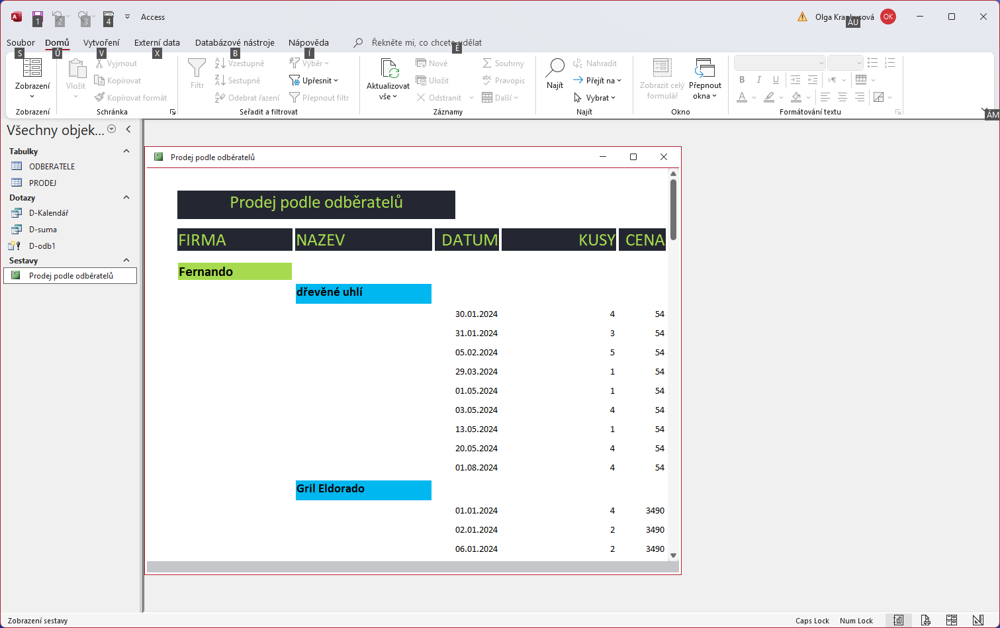 1 2 3 4 Access Olga Kra OK
ÁU
Soubor Domů Vytvoření Externí data Databázové nástroje Nápověda Řekněte mi, co chcete udělat
S Ů V X B Í Ě
Zobrazení
Zobrazení
Vložit
Vyjmout
Kopírovat
Kopírovat formát
Schránka
Filtr
Vzestupně
Sestupně
Odebrat řazení
Výběr
Upřesnit
Přepnout filtr
Seřadit a filtrovat
Aktualizovat
vše
Nové
Uložit
Odstranit
Souhrny
Pravopis
Další
Záznamy
Najít
Nahradit
Přejít na
Vybrat
Najít
Zobrazit celý
formulář
Přepnout
okna
Okno
B I U
Formátování textu
ÁM
Všechny objek...
Tabulky
ODBERATELE
PRODEJ
Dotazy
D-Kalendář
D-suma
D-odb1
Sestavy
Prodej podle odběratelů
Prodej podle odběratelů
Prodej podle odběratelů
FIRMA NAZEV DATUM KUSY CENA
Fernando
dřevěné uhlí
30.01.2024 4 54
31.01.2024 3 54
05.02.2024 5 54
29.03.2024 1 54
01.05.2024 1 54
03.05.2024 4 54
13.05.2024 1 54
20.05.2024 4 54
01.08.2024 4 54
Gril Eldorado
01.01.2024 4 3490
02.01.2024 2 3490
06.01.2024 2 3490
Zobrazení sestavy Caps Lock Num Lock